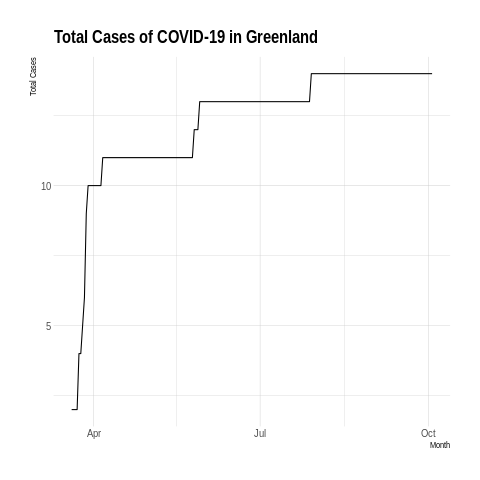 Total Cases of COVID-19 in Greenland
Total Cases
10
5
Apr Jul Oct
Month